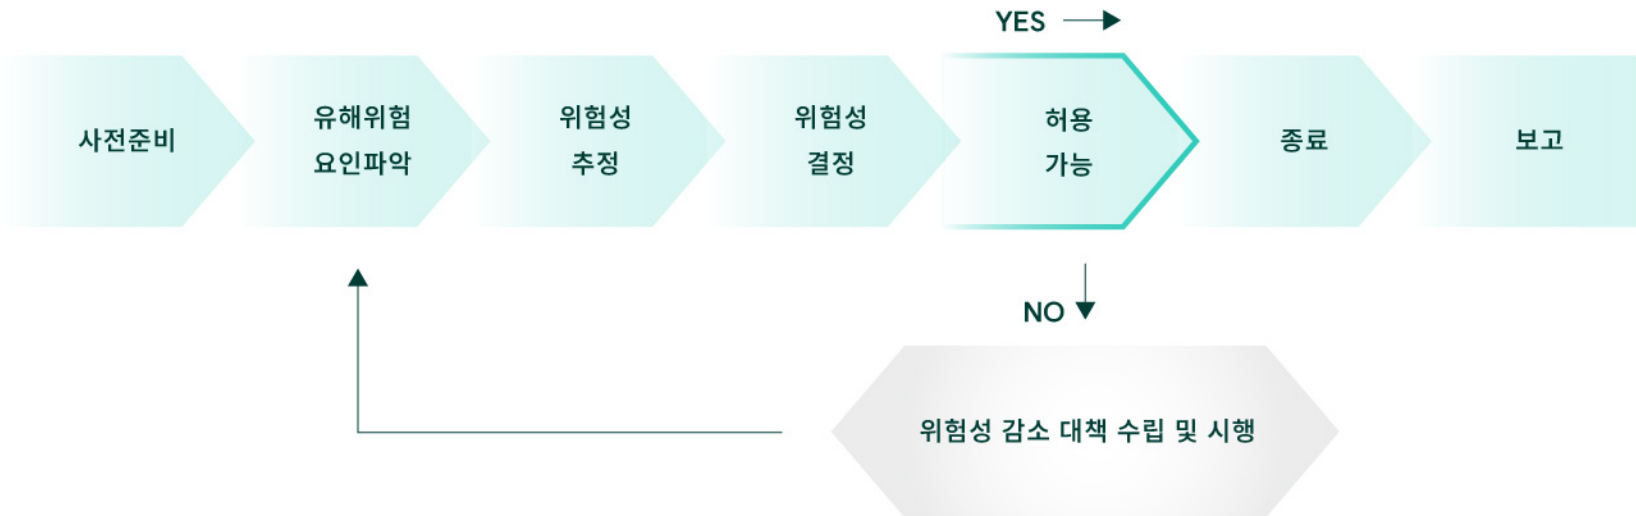 YES
사전준비
유해위험
요인파악
위험성
추정
위험성
결정
허용
가능
종료
보고
NO
위험성 감소 대책 수립 및 시행